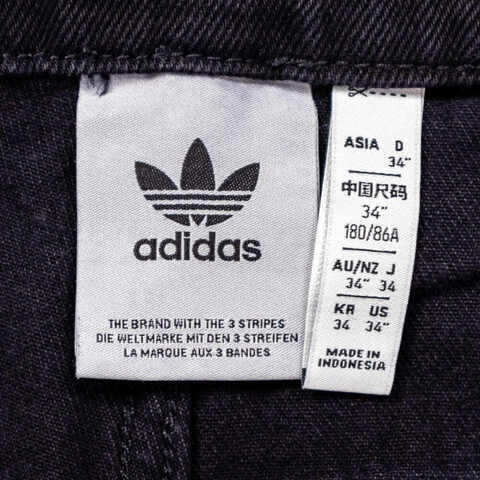 adidas
THE BRAND WITH THE 3 STRIPES
DIE WELTMARKE MIT DEN 3 STREIFEN
LA MARQUE AUX 3 BANDES
ASIA D
34"
中国尺码
34"
180/86A
AU/NZ J
34" 34
KR US
34 34"
MADE IN
INDONESIA